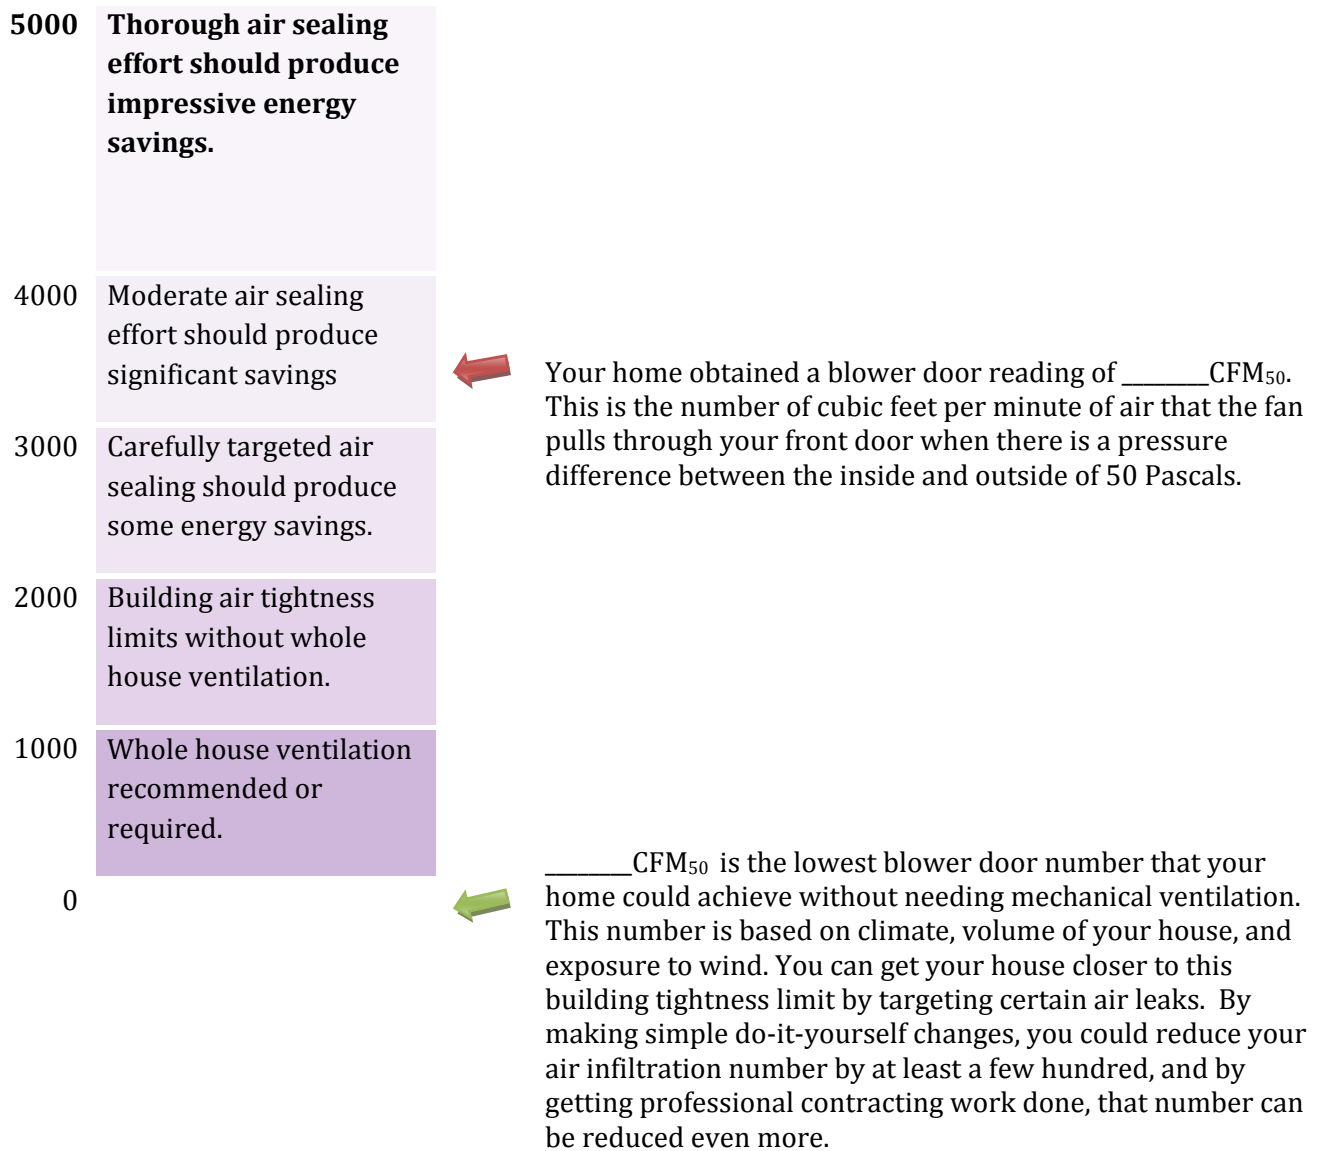 5000 Thorough air sealing
effort should produce
impressive energy
savings.
4000 Moderate air sealing
effort should produce
significant savings
3000 Carefully targeted air
sealing should produce
some energy savings.
2000 Building air tightness
limits without whole
house ventilation.
1000 Whole house ventilation
recommended or
required.
0
Your home obtained a blower door reading of ________CFM₅₀.
This is the number of cubic feet per minute of air that the fan
pulls through your front door when there is a pressure
difference between the inside and outside of 50 Pascals.
________CFM₅₀ is the lowest blower door number that your
home could achieve without needing mechanical ventilation.
This number is based on climate, volume of your house, and
exposure to wind. You can get your house closer to this
building tightness limit by targeting certain air leaks. By
making simple do-it-yourself changes, you could reduce your
air infiltration number by at least a few hundred, and by
getting professional contracting work done, that number can
be reduced even more.